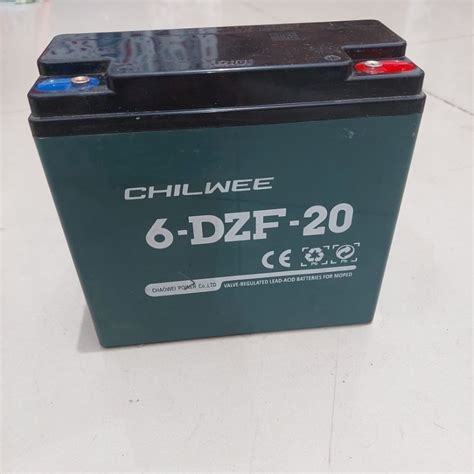 CHILWEE
6-DZF-20
CE
CHAOWEI POWER Co.,LTD VALVE-REGULATED LEAD-ACID BATTERIES FOR MOPED